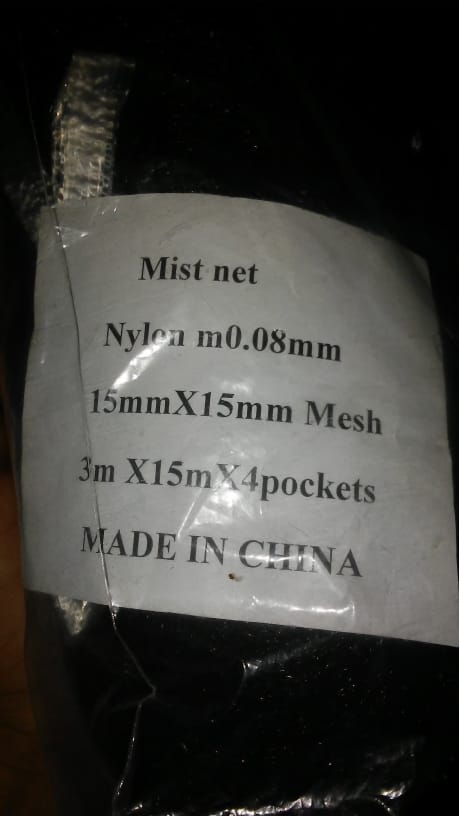 Mist net
Nylon m0.08mm
15mmX15mm Mesh
3m X15mX4pockets
MADE IN CHINA